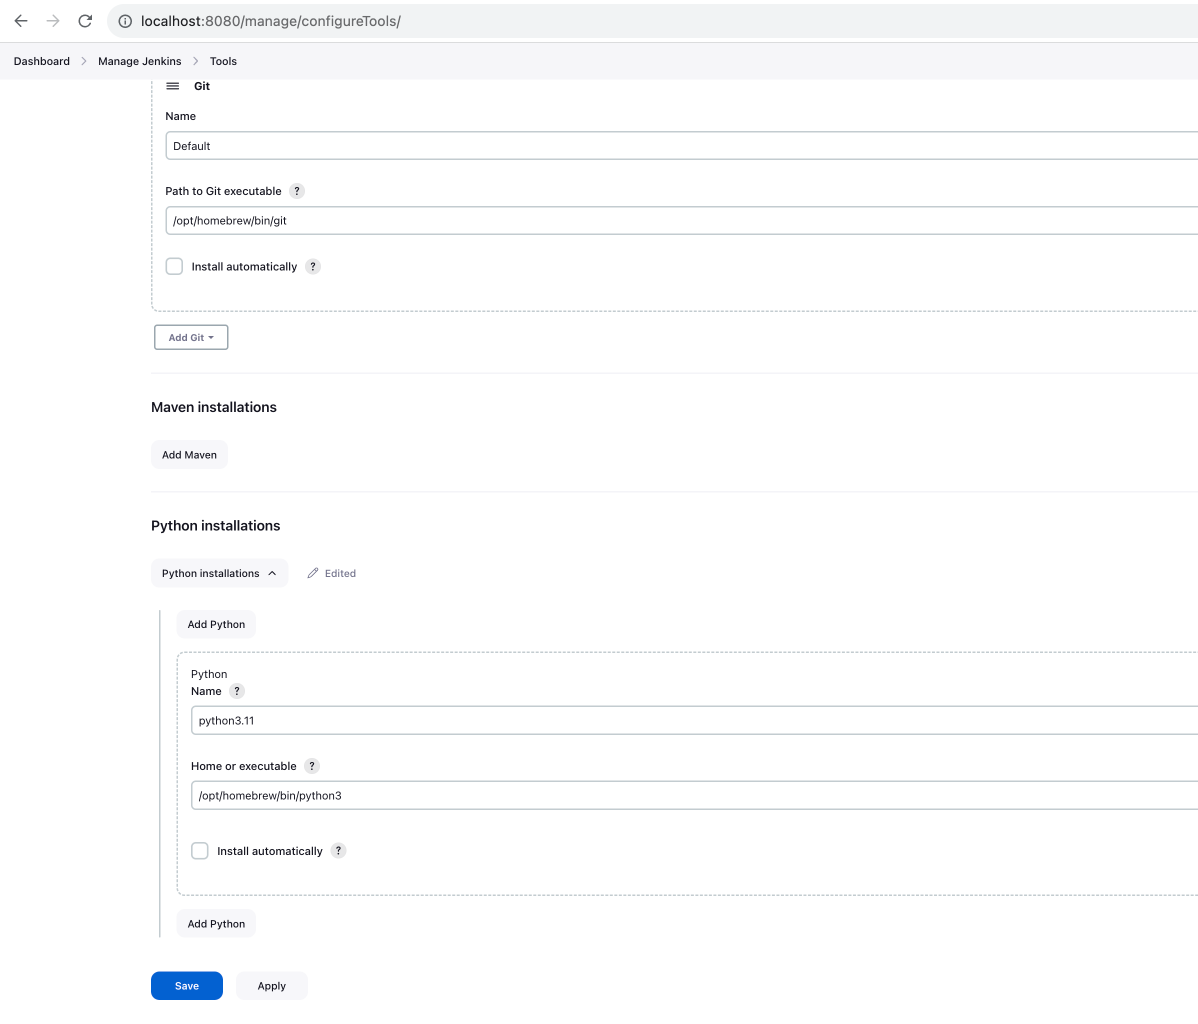 localhost:8080/manage/configureTools/
Dashboard > Manage Jenkins > Tools
Git
Name
Default
Path to Git executable ?
/opt/homebrew/bin/git
Install automatically ?
Add Git
Maven installations
Add Maven
Python installations
Python installations Edited
Add Python
Python
Name ?
python3.11
Home or executable ?
/opt/homebrew/bin/python3
Install automatically ?
Add Python
Save Apply